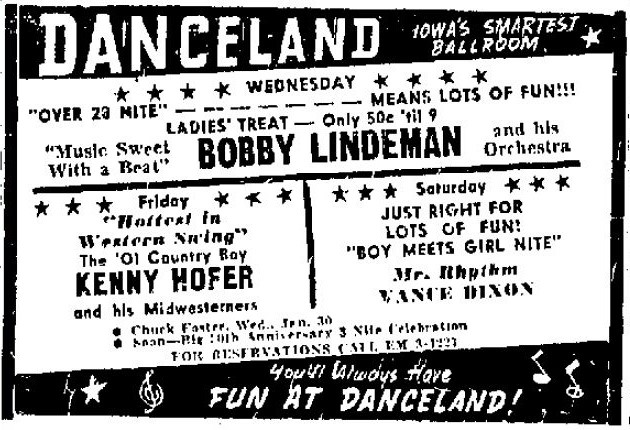 DANCELAND
IOWA'S SMARTEST
BALLROOM
WEDNESDAY
"OVER 28 NITE" — — — — — — — MEANS LOTS OF FUN!!!
LADIES' TREAT — Only 50c 'til 9
"Music Sweet
With a Beat"
BOBBY LINDEMAN
and his
Orchestra
Friday
"Hottest in
Western Swing"
The 'Ol Country Boy
KENNY HOFER
and his Midwesterners
Saturday
JUST RIGHT FOR
LOTS OF FUN!
"BOY MEETS GIRL NITE"
Mr. Rhythm
VANCE DIXON
Chuck Foster, Wed., Jan. 30
Soon—Big 10th Anniversary 3 Nite Celebration
FOR RESERVATIONS CALL EM
You'll Always Have
FUN AT DANCELAND!